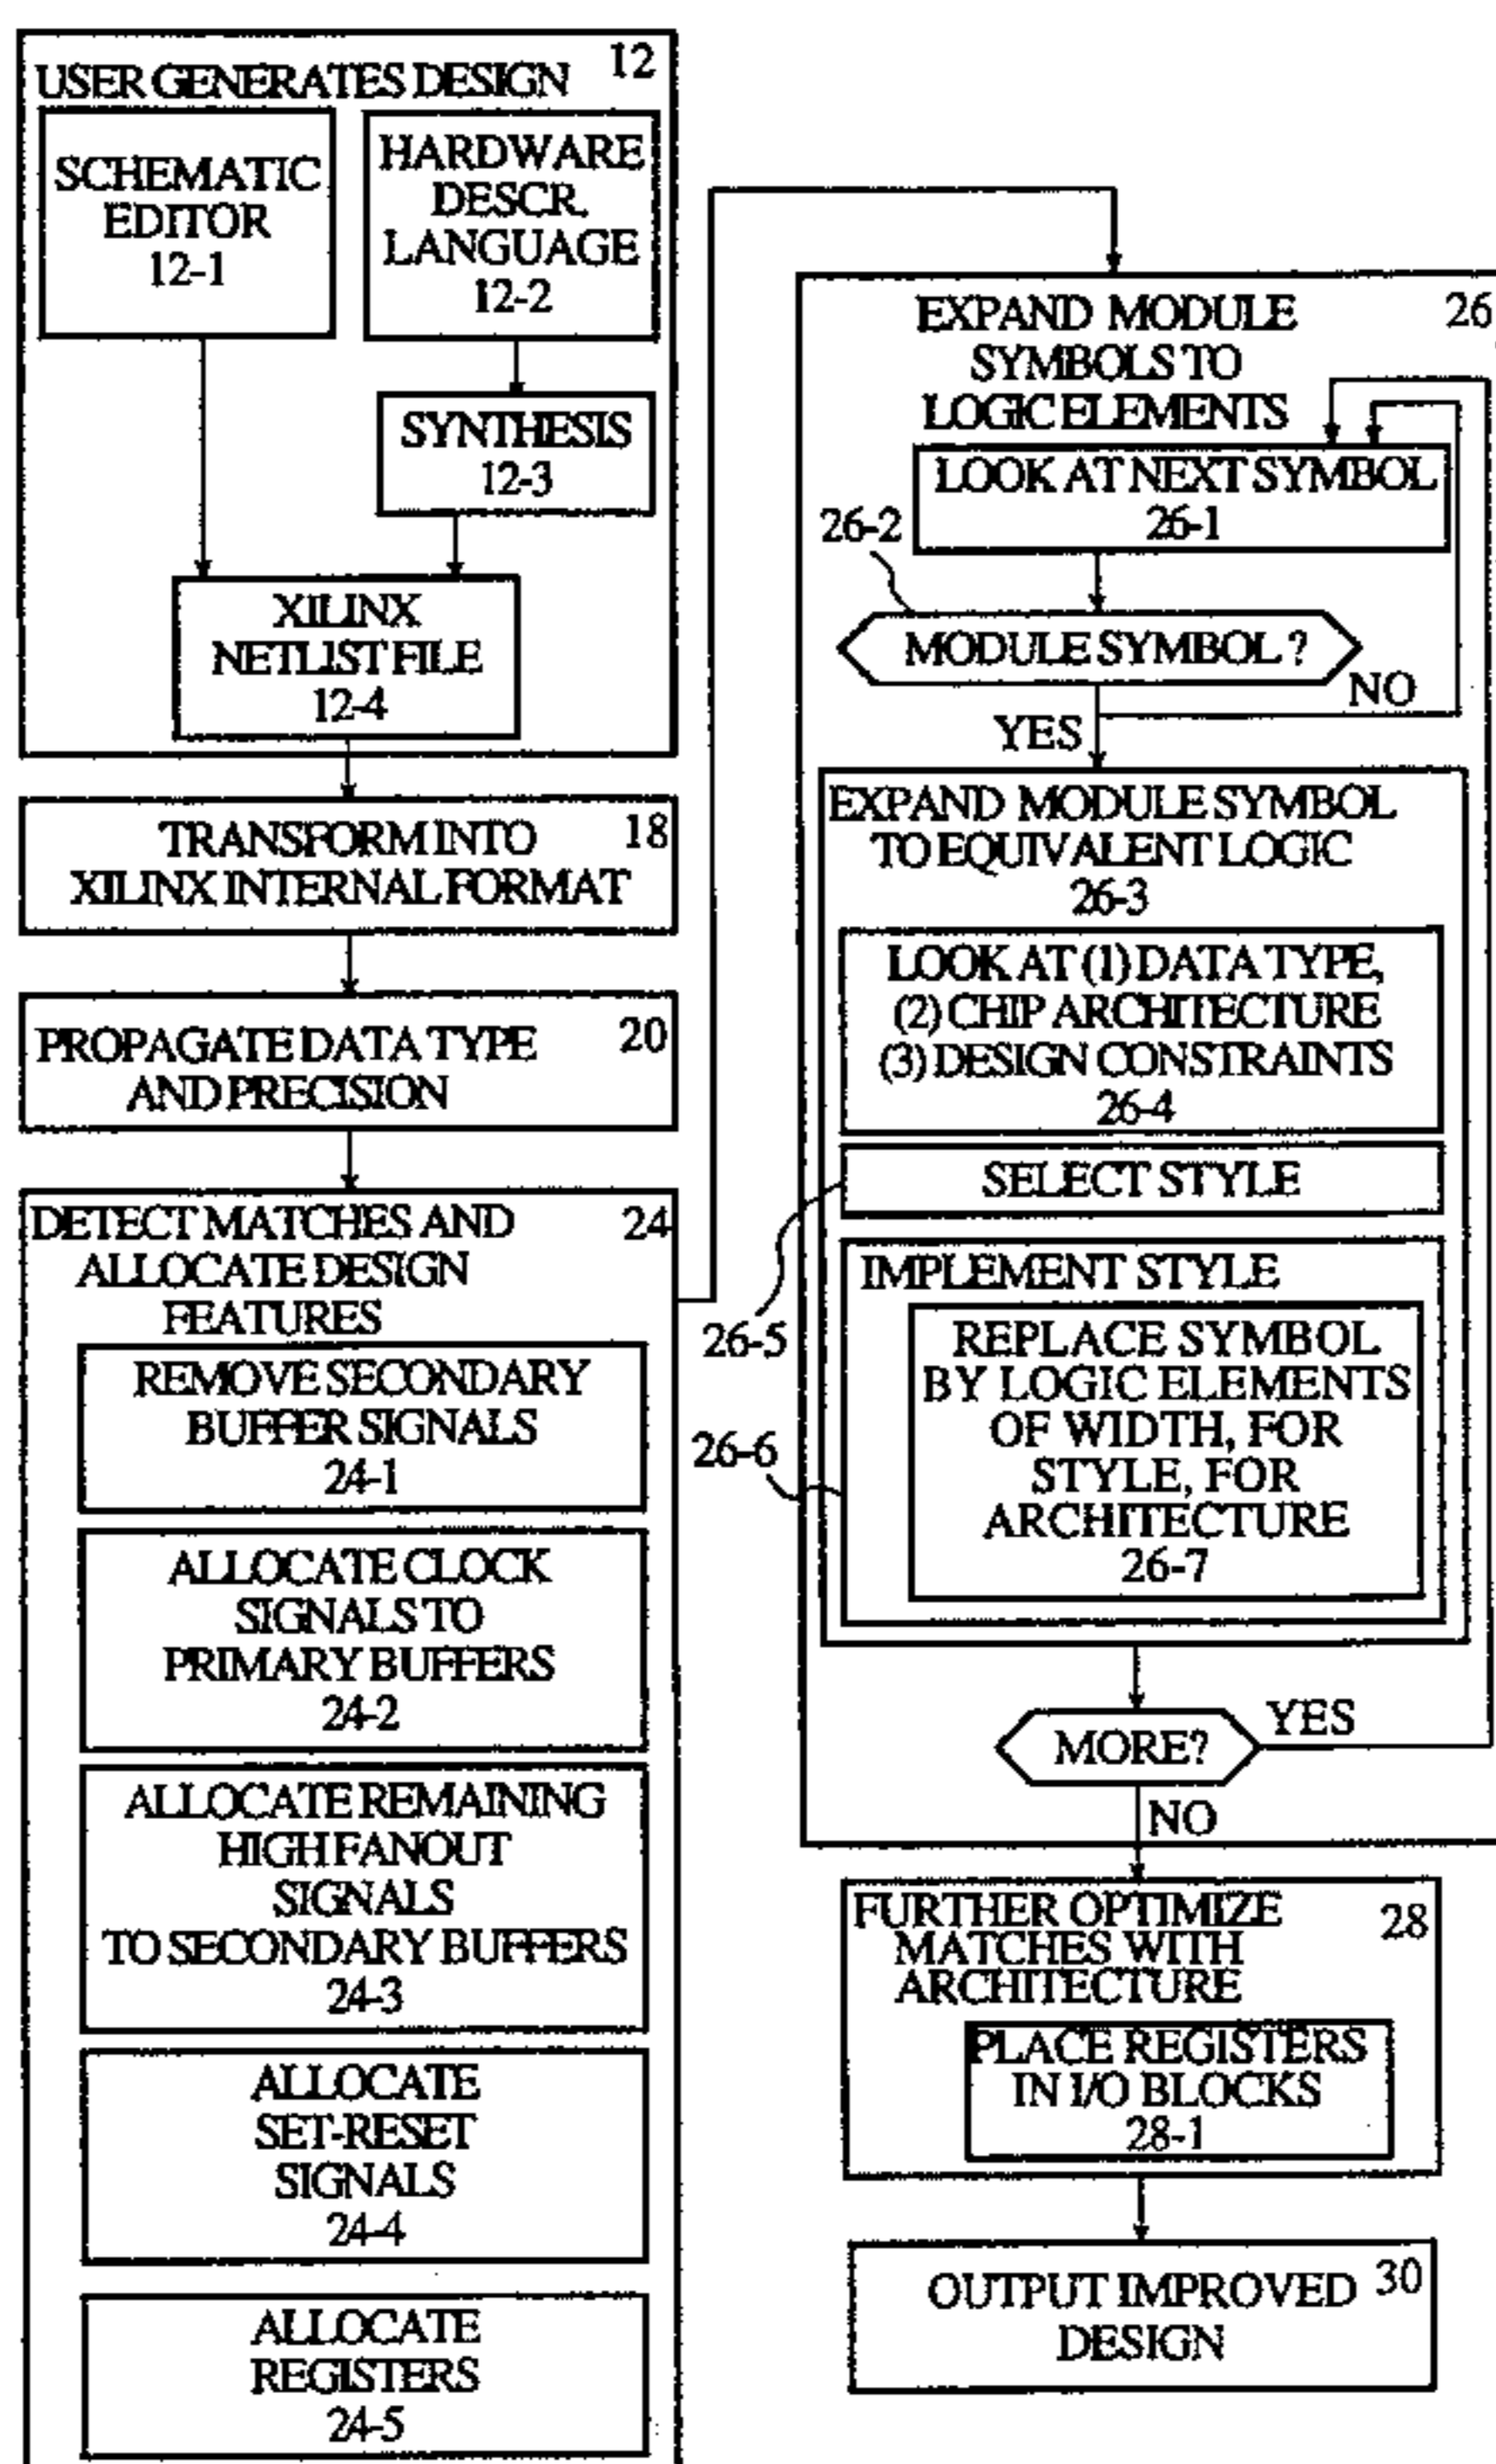 12
USER GENERATES DESIGN
SCHEMATIC
EDITOR
12-1
HARDWARE
DESCR.
LANGUAGE
12-2
SYNTHESIS
12-3
XILINX
NETLIST FILE
12-4
TRANSFORM INTO 18
XILINX INTERNAL FORMAT
PROPAGATE DATA TYPE 20
AND PRECISION
DETECT MATCHES AND 24
ALLOCATE DESIGN
FEATURES
REMOVE SECONDARY
BUFFER SIGNALS
24-1
ALLOCATE CLOCK
SIGNALS TO
PRIMARY BUFFERS
24-2
ALLOCATE REMAINING
HIGH FANOUT
SIGNALS
TO SECONDARY BUFFERS
24-3
ALLOCATE
SET-RESET
SIGNALS
24-4
ALLOCATE
REGISTERS
24-5
EXPAND MODULE 26
SYMBOLS TO
LOGIC ELEMENTS
LOOK AT NEXT SYMBOL
26-1
26-2
MODULE SYMBOL ?
NO
YES
EXPAND MODULE SYMBOL
TO EQUIVALENT LOGIC
26-3
LOOK AT (1) DATA TYPE,
(2) CHIP ARCHITECTURE
(3) DESIGN CONSTRAINTS
26-4
SELECT STYLE
26-5
IMPLEMENT STYLE
26-6
REPLACE SYMBOL
BY LOGIC ELEMENTS
OF WIDTH, FOR
STYLE, FOR
ARCHITECTURE
26-7
MORE?
YES
NO
FURTHER OPTIMIZE 28
MATCHES WITH
ARCHITECTURE
PLACE REGISTERS
IN I/O BLOCKS
28-1
OUTPUT IMPROVED 30
DESIGN